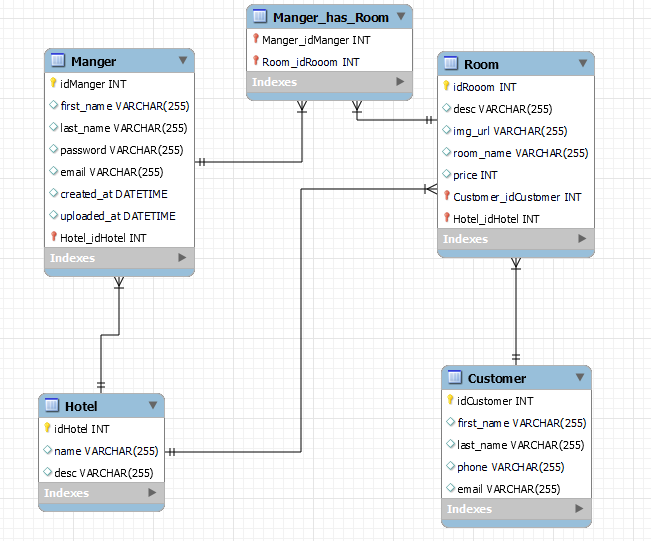 Manger_has_Room
Manger_idManger INT
Room_idRooom INT
Indexes
Manger
idManger INT
first_name VARCHAR(255)
last_name VARCHAR(255)
password VARCHAR(255)
email VARCHAR(255)
created_at DATETIME
uploaded_at DATETIME
Hotel_idHotel INT
Indexes
Room
idRooom INT
desc VARCHAR(255)
img_url VARCHAR(255)
room_name VARCHAR(255)
price INT
Customer_idCustomer INT
Hotel_idHotel INT
Indexes
Hotel
idHotel INT
name VARCHAR(255)
desc VARCHAR(255)
Indexes
Customer
idCustomer INT
first_name VARCHAR(255)
last_name VARCHAR(255)
phone VARCHAR(255)
email VARCHAR(255)
Indexes